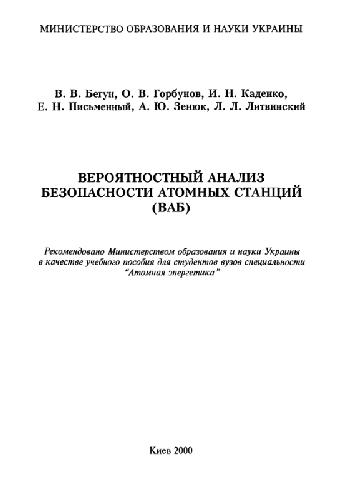 МИНИСТЕРСТВО ОБРАЗОВАНИЯ И НАУКИ УКРАИНЫ
В. В. Бегун, О. В. Горбунов, И. Н. Каденко,
Е. Н. Письменный, А. Ю. Зенюк, Л. Л. Литвинский
ВЕРОЯТНОСТНЫЙ АНАЛИЗ
БЕЗОПАСНОСТИ АТОМНЫХ СТАНЦИЙ
(ВАБ)
Рекомендовано Министерством образования и науки Украины
в качестве учебного пособия для студентов вузов специальности
"Атомная энергетика"
Киев 2000